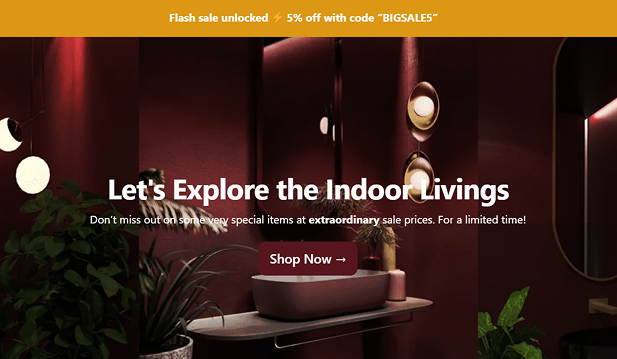 Flash sale unlocked ⚡ 5% off with code “BIGSALE5”
Let's Explore the Indoor Livings
Don’t miss out on some very special items at extraordinary sale prices. For a limited time!
Shop Now →